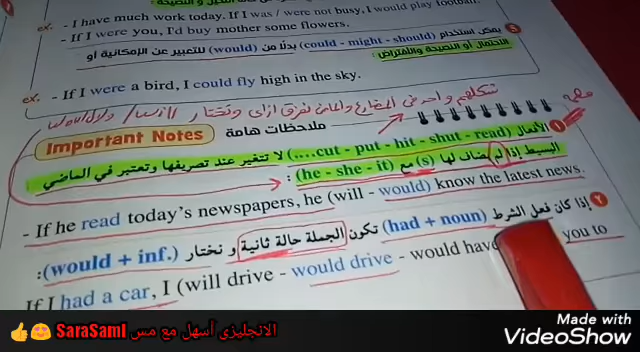 ex. - I have much work today. If I was / were not busy, I would play football.
- If I were you, I'd buy mother some flowers.
يمكن استخدام (could - might - should) بدلًا من (would) للتعبير عن الإمكانية أو
الاحتمال أو النصيحة والافتراض:
ex. - If I were a bird, I could fly high in the sky.
Important Notes
ملاحظات هامة
الأفعال (cut - put - hit - shut - read....) لا تتغير عند تصريفها وتعتبر في الماضي
البسيط إذا لم يضاف لها (s) مع (he - she - it) :
- If he read today's newspapers, he (will - would) know the latest news.
إذا كان فعل الشرط (had + noun) تكون الجملة حالة ثانية و نختار (would + inf.):
If I had a car, I (will drive - would drive - would have
you to
الانجليزي أسهل مع مس SaraSamI
Made with
VideoShow